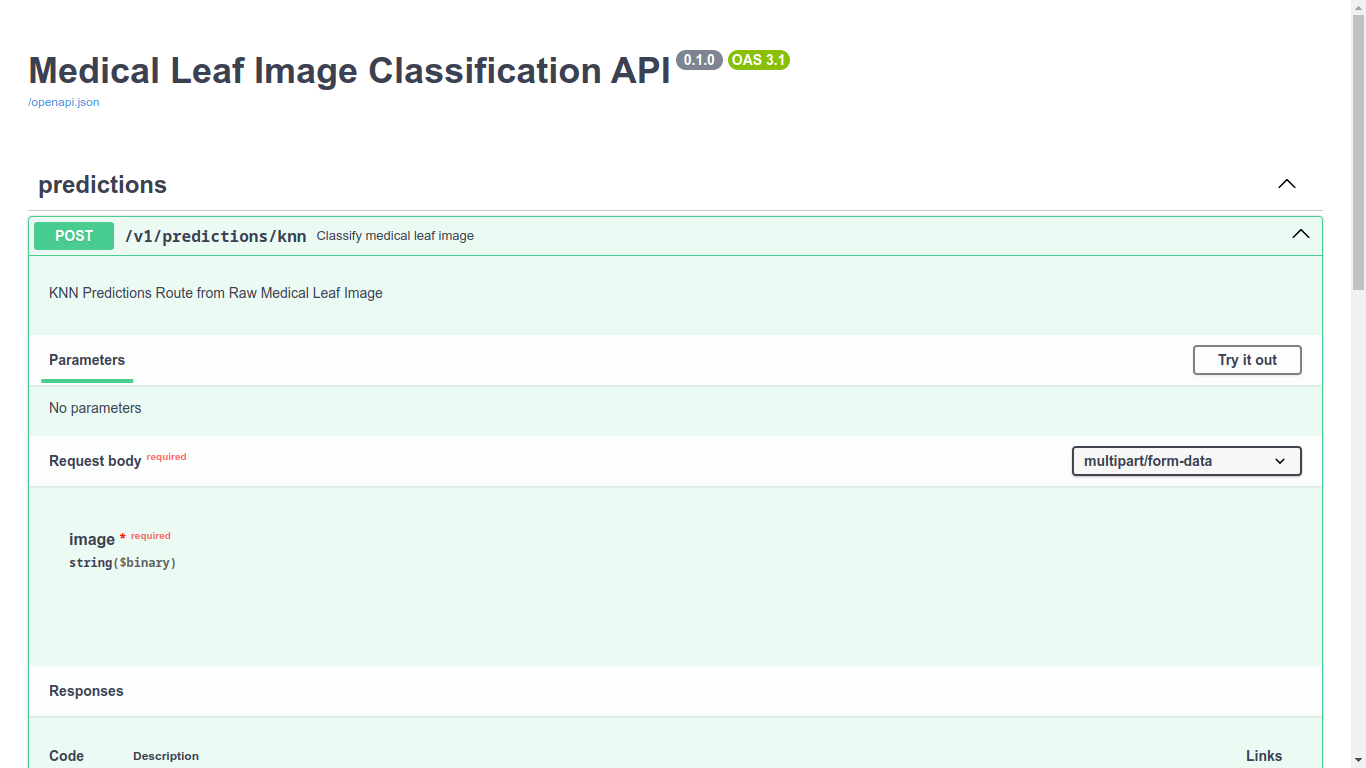 Medical Leaf Image Classification API 0.1.0 OAS 3.1
/openapi.json
predictions
POST /v1/predictions/knn Classify medical leaf image
KNN Predictions Route from Raw Medical Leaf Image
Parameters Try it out
No parameters
Request body required multipart/form-data
image * required
string($binary)
Responses
Code Description Links